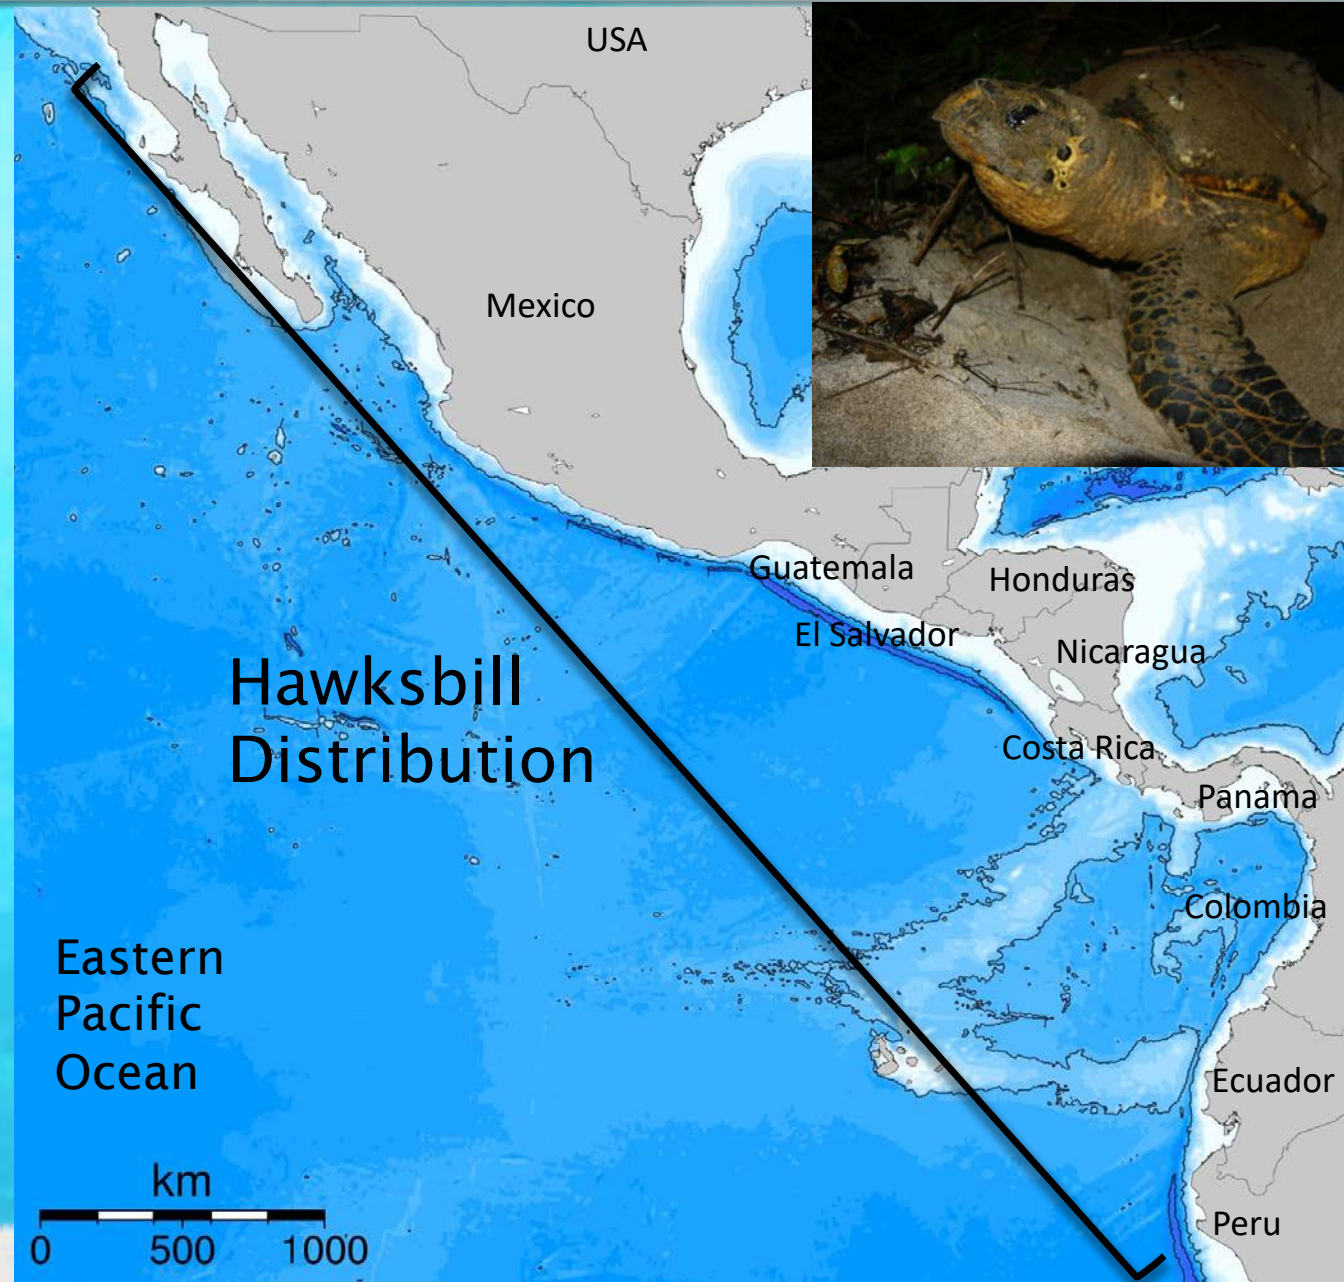 USA
Mexico
Guatemala
Honduras
El Salvador
Nicaragua
Hawksbill
Distribution
Costa Rica
Panama
Colombia
Eastern
Pacific
Ocean
Ecuador
km
0 500 1000
Peru